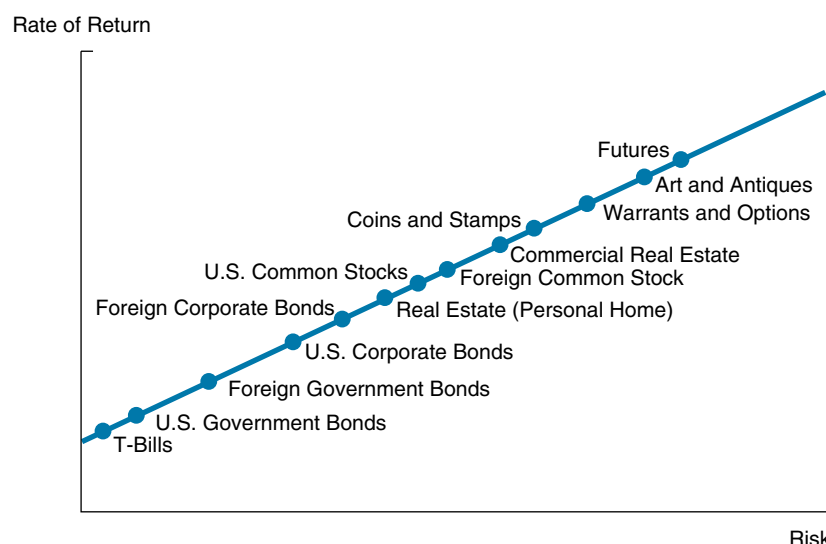 Rate of Return
Futures
Art and Antiques
Warrants and Options
Coins and Stamps
Commercial Real Estate
U.S. Common Stocks
Foreign Common Stock
Foreign Corporate Bonds
Real Estate (Personal Home)
U.S. Corporate Bonds
Foreign Government Bonds
U.S. Government Bonds
T-Bills
Risk